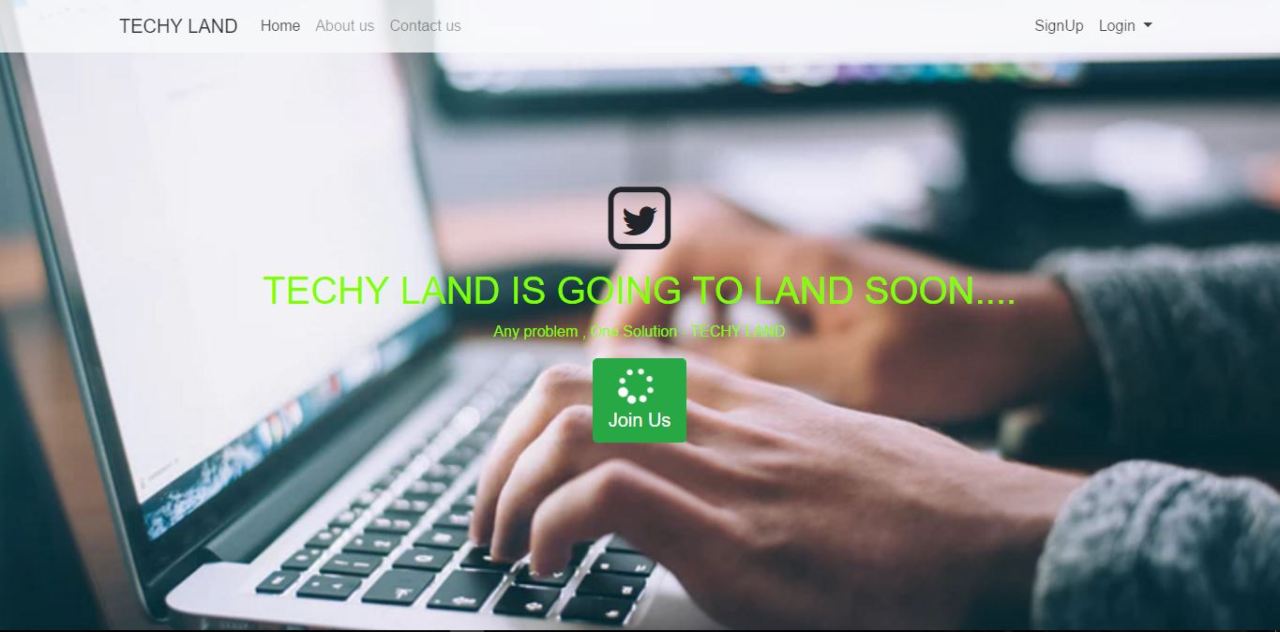 TECHY LAND Home About us Contact us SignUp Login
TECHY LAND IS GOING TO LAND SOON....
Any problem , One Solution - TECHY LAND
Join Us